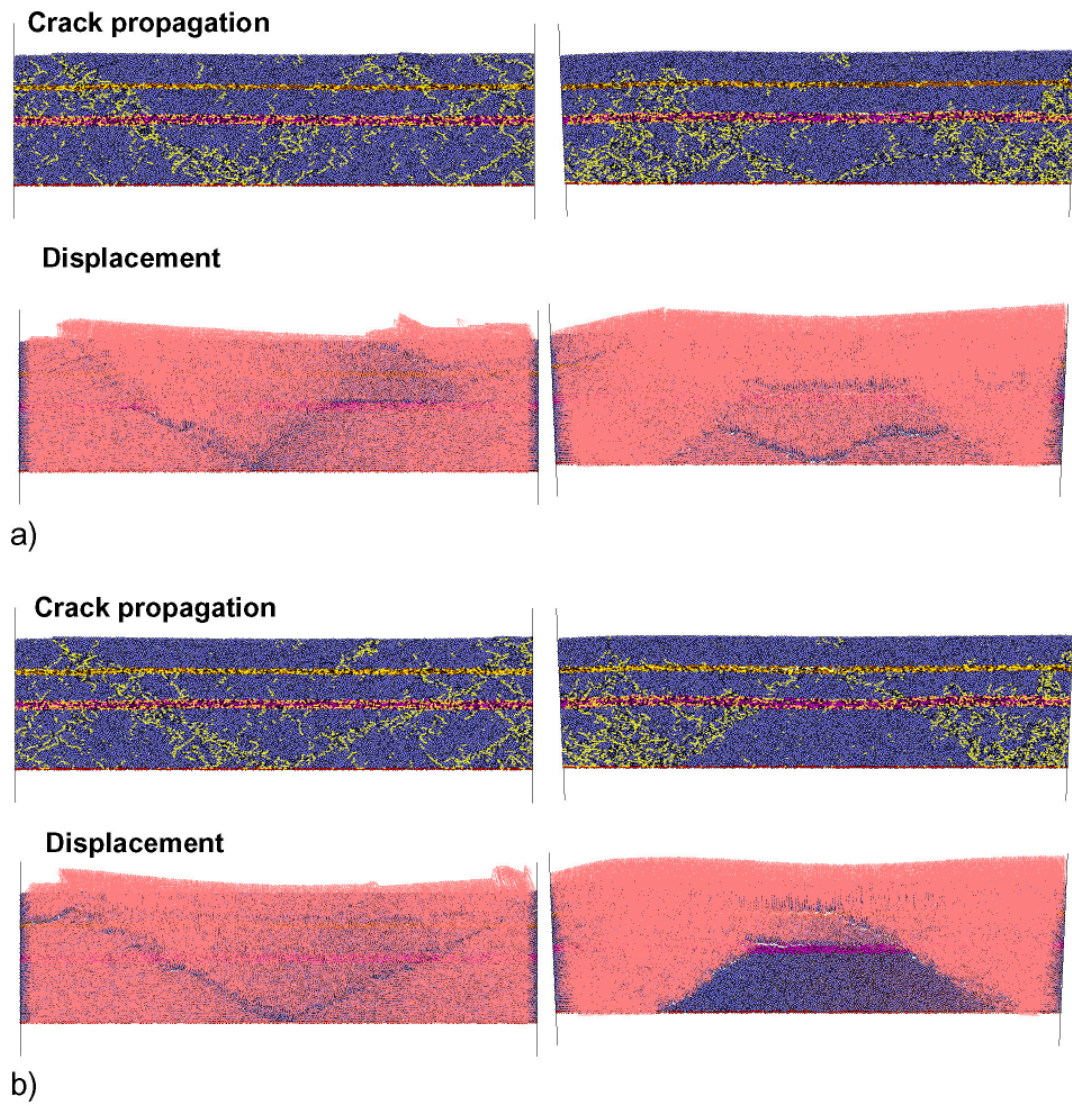 Crack propagation
Displacement
a)
Crack propagation
Displacement
b)